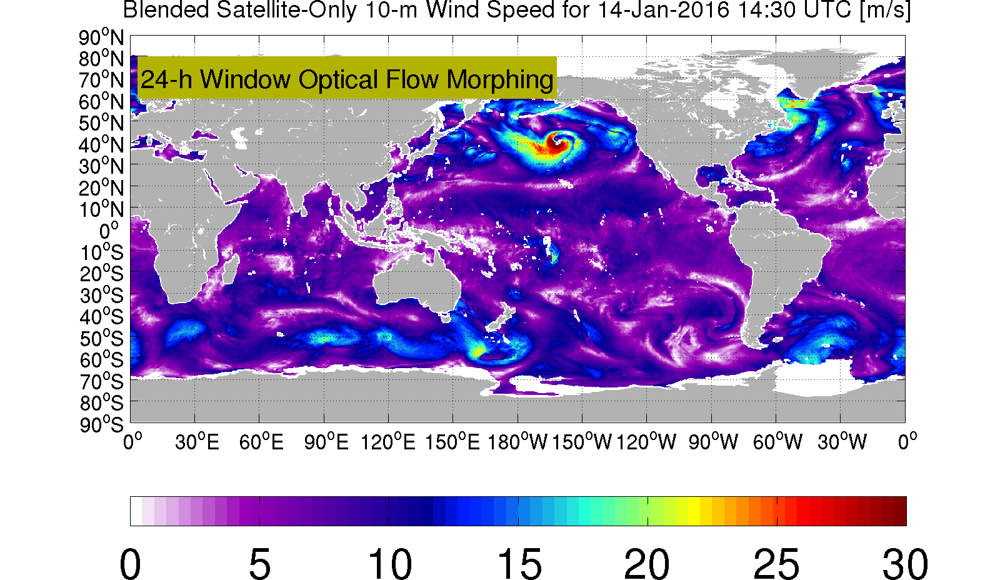 Blended Satellite-Only 10-m Wind Speed for 14-Jan-2016 14:30 UTC [m/s]
24-h Window Optical Flow Morphing
90°N
80°N
70°N
60°N
50°N
40°N
30°N
20°N
10°N
0°
10°S
20°S
30°S
40°S
50°S
60°S
70°S
80°S
90°S
0° 30°E 60°E 90°E 120°E 150°E 180°W 150°W 120°W 90°W 60°W 30°W 0°
0 5 10 15 20 25 30